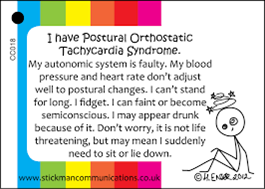 I have Postural Orthostatic
Tachycardia Syndrome.
My autonomic system is faulty. My blood
pressure and heart rate don't adjust
well to postural changes. I can't stand
for long. I fidget. I can faint or become
semiconscious. I may appear drunk
because of it. Don't worry, it is not life
threatening, but may mean I suddenly
need to sit or lie down.
CC018
www.stickmancommunications.co.uk
H.ENSOR 2012